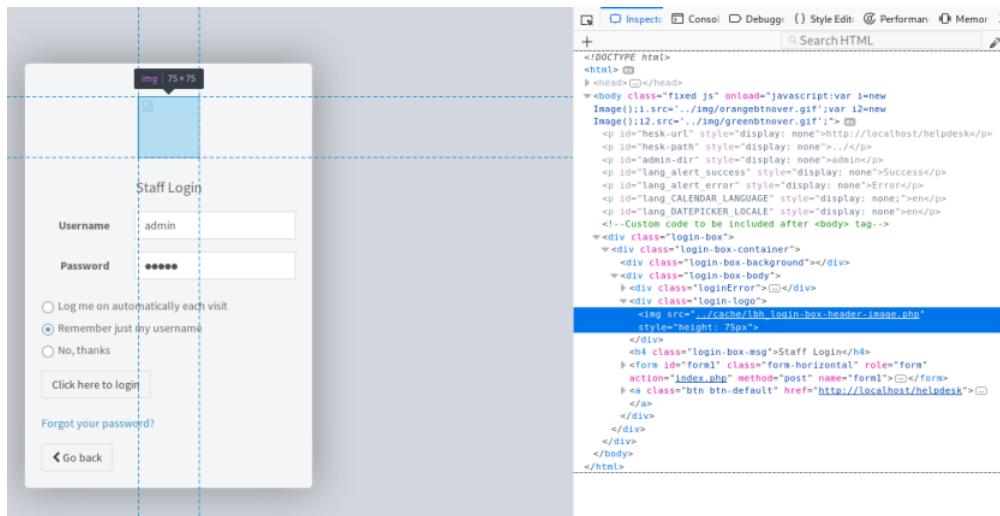 img | 75 × 75
Staff Login
Username
admin
Password
●●●●●
Log me on automatically each visit
Remember just my username
No, thanks
Click here to login
Forgot your password?
Go back
Inspecto Consol Debugge { } Style Edito Performan Memor
+ Search HTML
<!DOCTYPE html>
<html> ev
<head>…</head>
<body class="fixed js" onload="javascript:var i=new
Image();i.src='../img/orangebtnover.gif';var i2=new
Image();i2.src='../img/greenbtnover.gif';"> ev
<p id="hesk-url" style="display: none">http://localhost/helpdesk</p>
<p id="hesk-path" style="display: none">../</p>
<p id="admin-dir" style="display: none">admin</p>
<p id="lang_alert_success" style="display: none">Success</p>
<p id="lang_alert_error" style="display: none">Error</p>
<p id="lang_CALENDAR_LANGUAGE" style="display: none;">en</p>
<p id="lang_DATEPICKER_LOCALE" style="display: none">en</p>
<!--Custom code to be included after <body> tag-->
<div class="login-box">
<div class="login-box-container">
<div class="login-box-background"></div>
<div class="login-box-body">
<div class="loginError">…</div>
<div class="login-logo">
<img src="../cache/lbh_login-box-header-image.php"
style="height: 75px">
</div>
<h4 class="login-box-msg">Staff Login</h4>
<form id="form1" class="form-horizontal" role="form"
action="index.php" method="post" name="form1">…</form>
<a class="btn btn-default" href="http://localhost/helpdesk">…
</a>
</div>
</div>
</div>
</body>
</html>